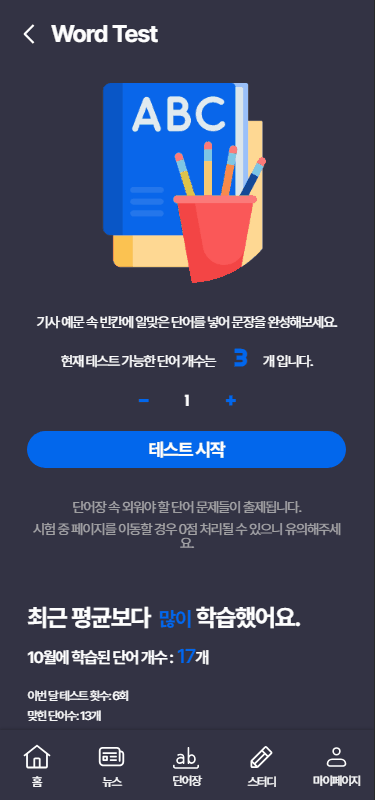 Word Test
ABC
기사 예문 속 빈칸에 알맞은 단어를 넣어 문장을 완성해보세요.
현재 테스트 가능한 단어 개수는 3 개 입니다.
- 1 +
테스트 시작
단어장 속 외워야 할 단어 문제들이 출제됩니다.
시험 중 페이지를 이동할 경우 0점 처리될 수 있으니 유의해주세
요.
최근 평균보다 많이 학습했어요.
10월에 학습된 단어 개수 : 17개
이번 달 테스트 횟수: 6회
맞힌 단어수: 13개
ab
홈 뉴스 단어장 스터디 마이페이지